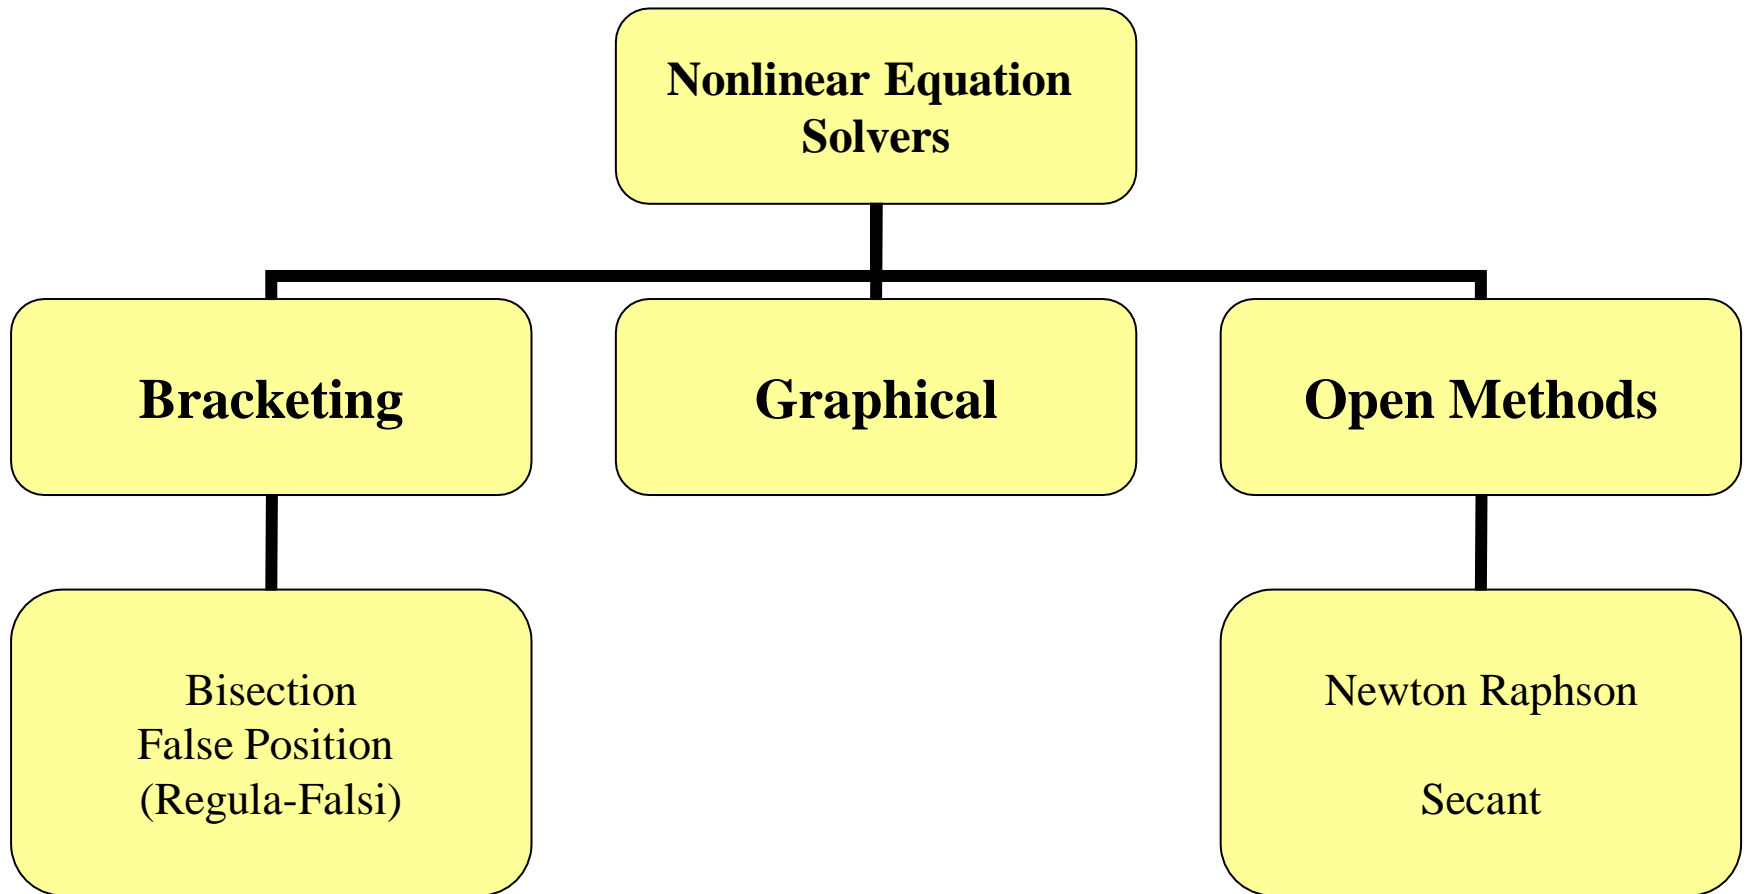 Nonlinear Equation
Solvers
Bracketing
Graphical
Open Methods
Bisection
False Position
(Regula-Falsi)
Newton Raphson
Secant